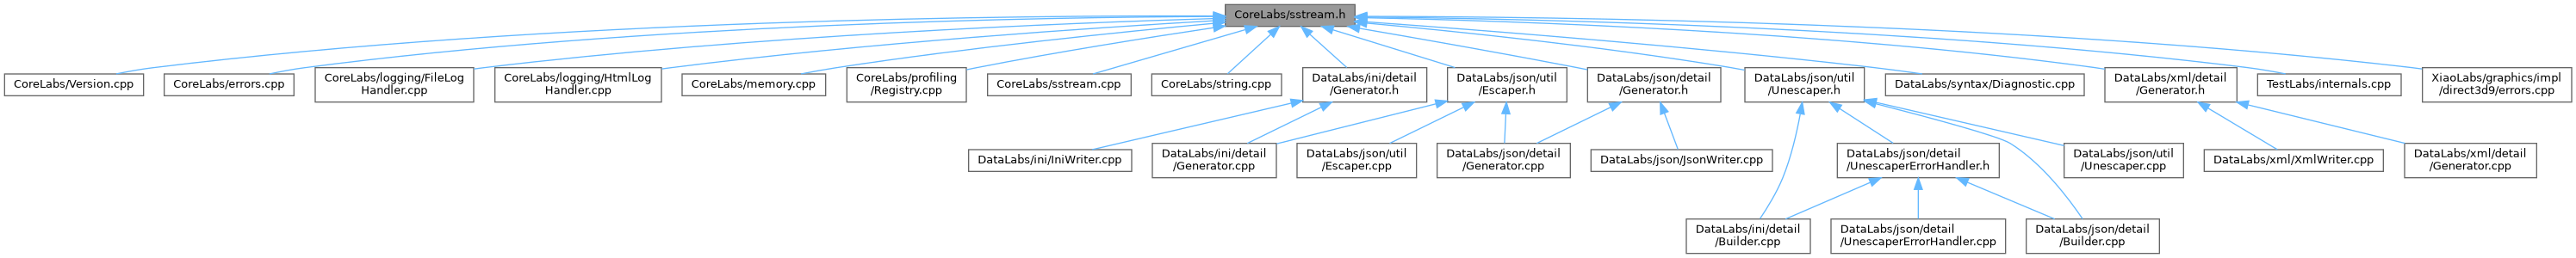 CoreLabs/sstream.h
CoreLabs/Version.cpp
CoreLabs/errors.cpp
CoreLabs/logging/FileLog
Handler.cpp
CoreLabs/logging/HtmlLog
Handler.cpp
CoreLabs/memory.cpp
CoreLabs/profiling
/Registry.cpp
CoreLabs/sstream.cpp
CoreLabs/string.cpp
DataLabs/ini/detail
/Generator.h
DataLabs/json/util
/Escaper.h
DataLabs/json/detail
/Generator.h
DataLabs/json/util
/Unescaper.h
DataLabs/syntax/Diagnostic.cpp
DataLabs/xml/detail
/Generator.h
TestLabs/internals.cpp
XiaoLabs/graphics/impl
/direct3d9/errors.cpp
DataLabs/ini/IniWriter.cpp
DataLabs/ini/detail
/Generator.cpp
DataLabs/json/util
/Escaper.cpp
DataLabs/json/detail
/Generator.cpp
DataLabs/json/JsonWriter.cpp
DataLabs/json/detail
/UnescaperErrorHandler.h
DataLabs/json/util
/Unescaper.cpp
DataLabs/xml/XmlWriter.cpp
DataLabs/xml/detail
/Generator.cpp
DataLabs/ini/detail
/Builder.cpp
DataLabs/json/detail
/UnescaperErrorHandler.cpp
DataLabs/json/detail
/Builder.cpp